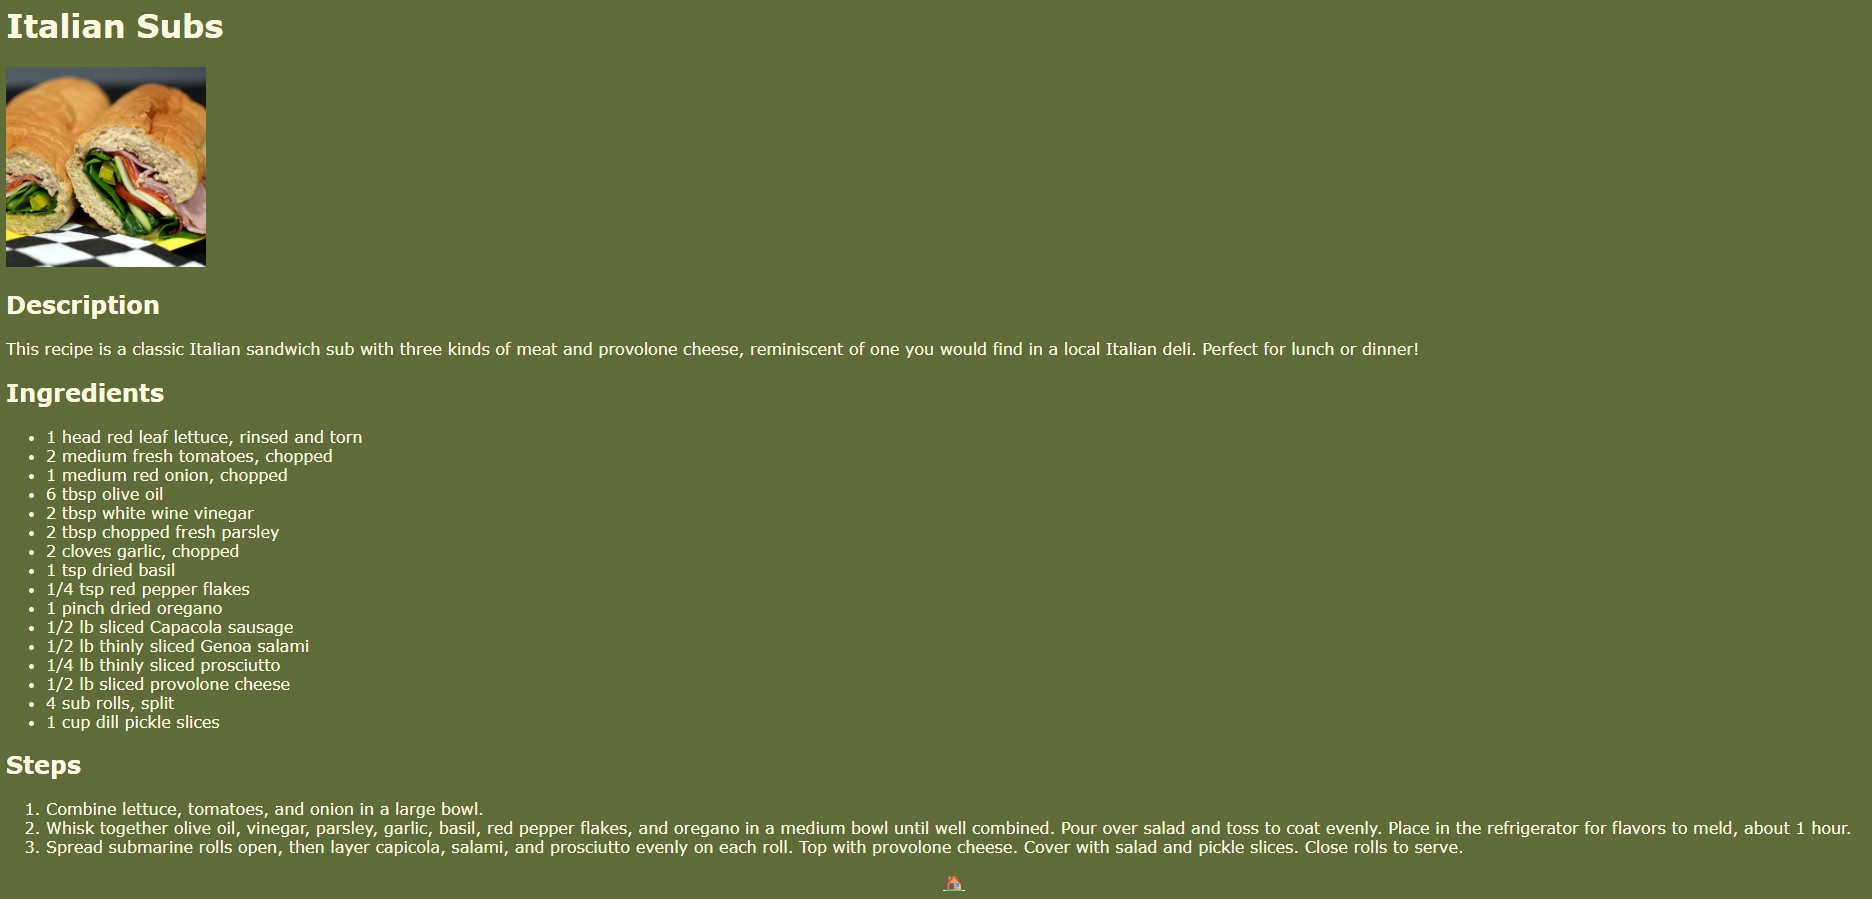 Italian Subs
Description
This recipe is a classic Italian sandwich sub with three kinds of meat and provolone cheese, reminiscent of one you would find in a local Italian deli. Perfect for lunch or dinner!
Ingredients
• 1 head red leaf lettuce, rinsed and torn
• 2 medium fresh tomatoes, chopped
• 1 medium red onion, chopped
• 6 tbsp olive oil
• 2 tbsp white wine vinegar
• 2 tbsp chopped fresh parsley
• 2 cloves garlic, chopped
• 1 tsp dried basil
• 1/4 tsp red pepper flakes
• 1 pinch dried oregano
• 1/2 lb sliced Capacola sausage
• 1/2 lb thinly sliced Genoa salami
• 1/4 lb thinly sliced prosciutto
• 1/2 lb sliced provolone cheese
• 4 sub rolls, split
• 1 cup dill pickle slices
Steps
1. Combine lettuce, tomatoes, and onion in a large bowl.
2. Whisk together olive oil, vinegar, parsley, garlic, basil, red pepper flakes, and oregano in a medium bowl until well combined. Pour over salad and toss to coat evenly. Place in the refrigerator for flavors to meld, about 1 hour.
3. Spread submarine rolls open, then layer capicola, salami, and prosciutto evenly on each roll. Top with provolone cheese. Cover with salad and pickle slices. Close rolls to serve.